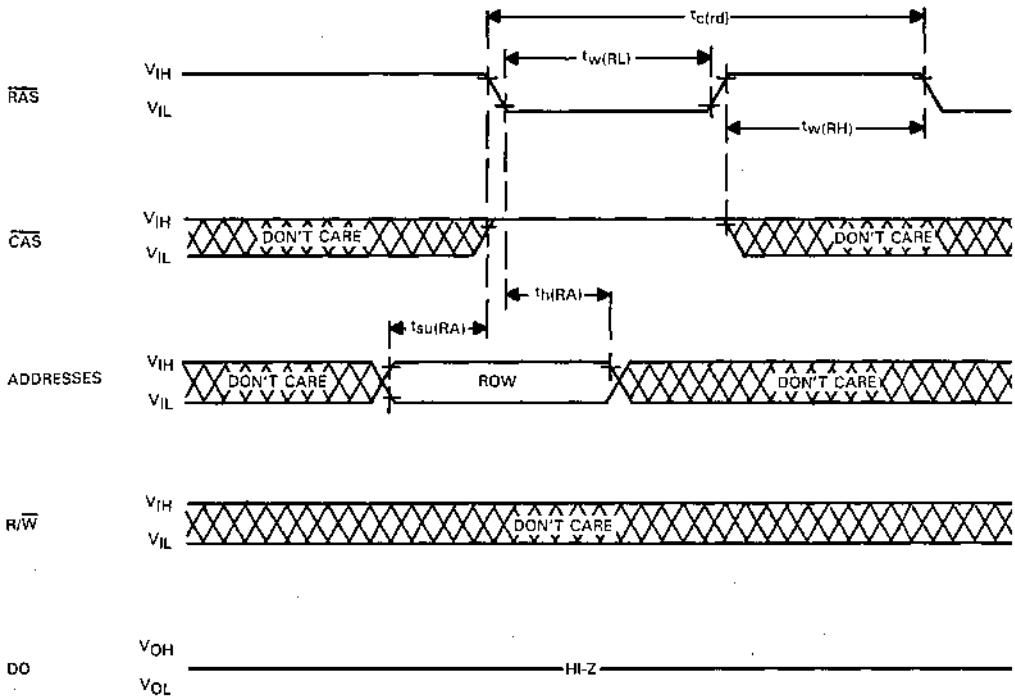 tc(rd)
tw(RL)
RAS
VIH
VIL
tw(RH)
CAS
VIH
VIL
DON'T CARE
DON'T CARE
th(RA)
tsu(RA)
ADDRESSES
VIH
VIL
DON'T CARE
ROW
DON'T CARE
R/W
VIH
VIL
DON'T CARE
DO
VOH
VOL
HI-Z